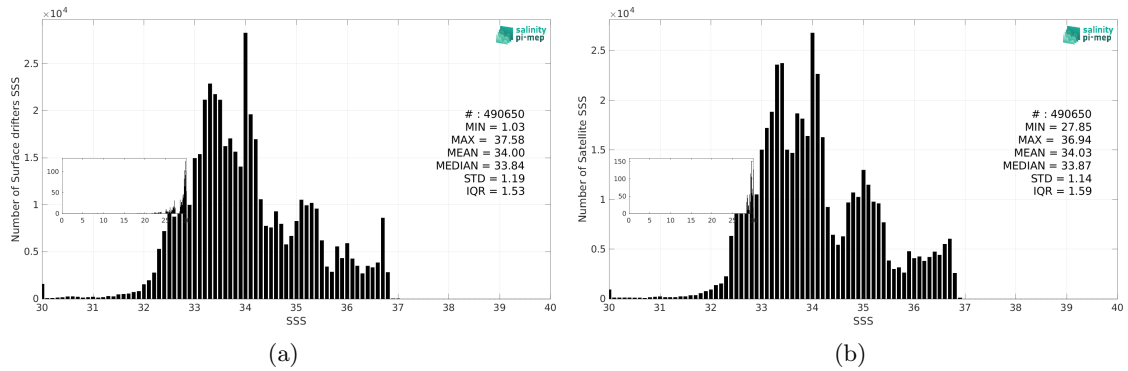 ×10⁴
2.5
2
1.5
1
0.5
0
30 31 32 33 34 35 36 37 38 39 40
SSS
Number of Surface drifters SSS
salinity
pi-mep
# : 490650
MIN = 1.03
MAX = 37.58
MEAN = 34.00
MEDIAN = 33.84
STD = 1.19
IQR = 1.53
100
50
0
0 5 10 15 20 25
(a)
×10⁴
2.5
2
1.5
1
0.5
0
30 31 32 33 34 35 36 37 38 39 40
SSS
Number of Satellite SSS
salinity
pi-mep
# : 490650
MIN = 27.85
MAX = 36.94
MEAN = 34.03
MEDIAN = 33.87
STD = 1.14
IQR = 1.59
150
100
50
0
0 5 10 15 20 25
(b)